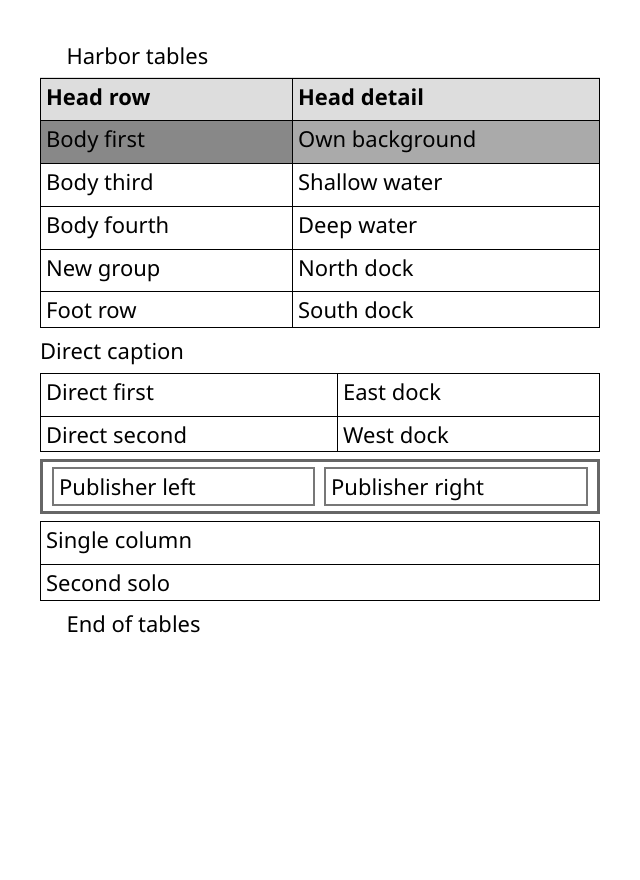 Harbor tables
Head row Head detail
Body first Own background
Body third Shallow water
Body fourth Deep water
New group North dock
Foot row South dock
Direct caption
Direct first East dock
Direct second West dock
Publisher left Publisher right
Single column
Second solo
End of tables